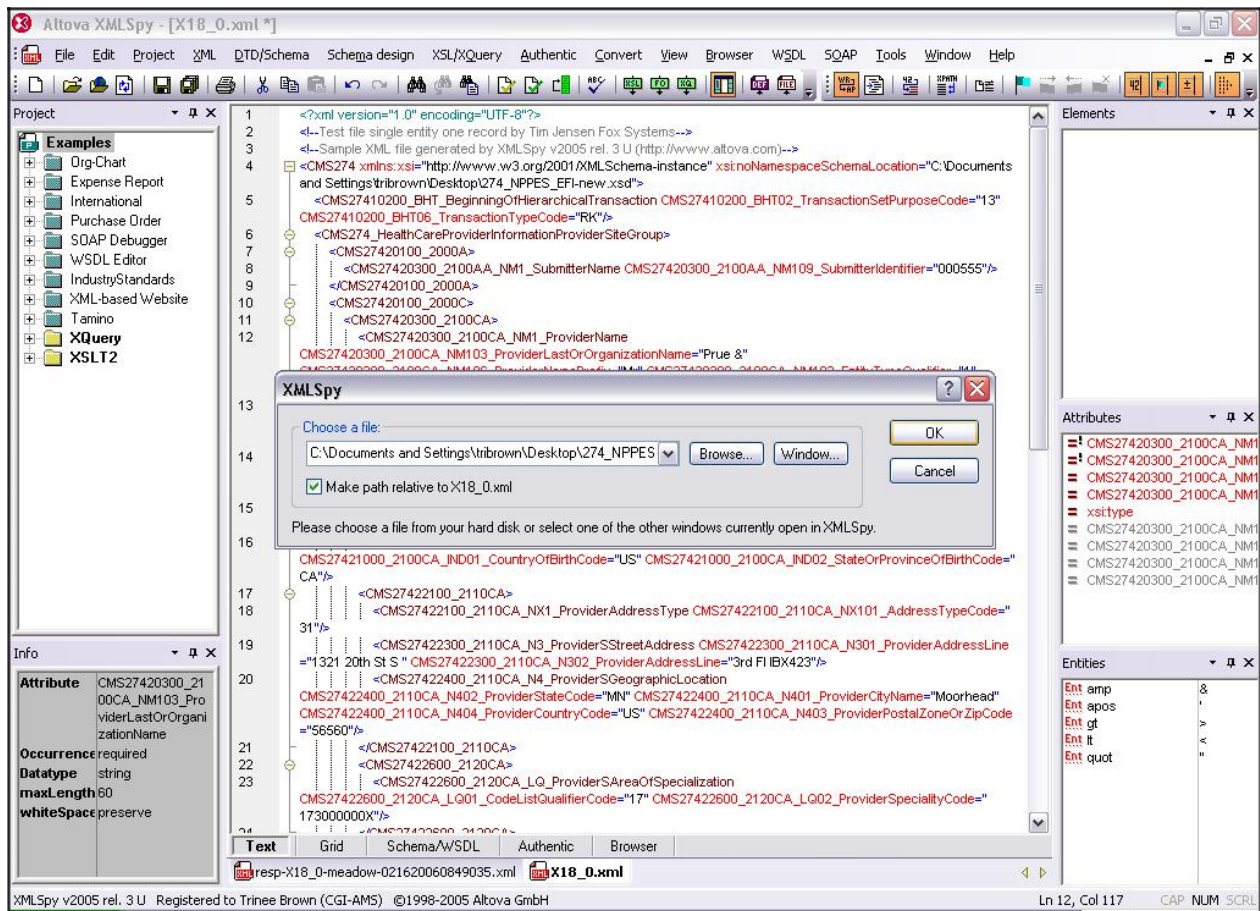 Altova XMLSpy - [X18_0.xml *]
File Edit Project XML DTD/Schema Schema design XSL/XQuery Authentic Convert View Browser WSDL SOAP Tools Window Help
Project
Examples
Org-Chart
Expense Report
International
Purchase Order
SOAP Debugger
WSDL Editor
IndustryStandards
XML-based Website
Tamino
XQuery
XSLT2
Info
Attribute CMS27420300_21
00CA_NM103_Pro
viderLastOrOrgani
zationName
Occurrence required
Datatype string
maxLength 60
whiteSpace preserve
1 <?xml version="1.0" encoding="UTF-8"?>
2 <!--Test file single entity one record by Tim Jensen Fox Systems-->
3 <!--Sample XML file generated by XMLSpy v2005 rel. 3 U (http://www.altova.com)-->
4 <CMS274 xmlns:xsi="http://www.w3.org/2001/XMLSchema-instance" xsi:noNamespaceSchemaLocation="C:\Documents
and Settings\tribrown\Desktop\274_NPPES_EFI-new.xsd">
5 <CMS27410200_BHT_BeginningOfHierarchicalTransaction CMS27410200_BHT02_TransactionSetPurposeCode="13"
CMS27410200_BHT06_TransactionTypeCode="RK"/>
6 <CMS274_HealthCareProviderInformationProviderSiteGroup>
7 <CMS27420100_2000A>
8 <CMS27420300_2100AA_NM1_SubmitterName CMS27420300_2100AA_NM109_SubmitterIdentifier="000555"/>
9 </CMS27420100_2000A>
10 <CMS27420100_2000C>
11 <CMS27420300_2100CA>
12 <CMS27420300_2100CA_NM1_ProviderName
CMS27420300_2100CA_NM103_ProviderLastOrOrganizationName="Prue &"
13
14
15
16
XMLSpy
Choose a file:
C:\Documents and Settings\tribrown\Desktop\274_NPPES
Browse... Window...
OK
Cancel
Make path relative to X18_0.xml
Please choose a file from your hard disk or select one of the other windows currently open in XMLSpy.
CMS27421000_2100CA_IND01_CountryOfBirthCode="US" CMS27421000_2100CA_IND02_StateOrProvinceOfBirthCode="
CA"/>
17 <CMS27422100_2110CA>
18 <CMS27422100_2110CA_NX1_ProviderAddressType CMS27422100_2110CA_NX101_AddressTypeCode="
31"/>
19 <CMS27422300_2110CA_N3_ProviderSStreetAddress CMS27422300_2110CA_N301_ProviderAddressLine
="1321 20th St S " CMS27422300_2110CA_N302_ProviderAddressLine="3rd Fl IBX423"/>
20 <CMS27422400_2110CA_N4_ProviderSGeographicLocation
CMS27422400_2110CA_N402_ProviderStateCode="MN" CMS27422400_2110CA_N401_ProviderCityName="Moorhead"
CMS27422400_2110CA_N404_ProviderCountryCode="US" CMS27422400_2110CA_N403_ProviderPostalZoneOrZipCode
="56560"/>
21 </CMS27422100_2110CA>
22 <CMS27422600_2120CA>
23 <CMS27422600_2120CA_LQ_ProviderSAreaOfSpecialization
CMS27422600_2120CA_LQ01_CodeListQualifierCode="17" CMS27422600_2120CA_LQ02_ProviderSpecialityCode="
173000000X"/>
Text Grid Schema/WSDL Authentic Browser
resp-X18_0-meadow-021620060849035.xml X18_0.xml
Elements
Attributes
CMS27420300_2100CA_NM1
CMS27420300_2100CA_NM1
CMS27420300_2100CA_NM1
CMS27420300_2100CA_NM1
xsi:type
CMS27420300_2100CA_NM1
CMS27420300_2100CA_NM1
CMS27420300_2100CA_NM1
CMS27420300_2100CA_NM1
Entities
Ent amp &
Ent apos '
Ent gt >
Ent lt <
Ent quot "
XMLSpy v2005 rel. 3 U Registered to Trinee Brown (CGI-AMS) ©1998-2005 Altova GmbH Ln 12, Col 117 CAP NUM SCRL